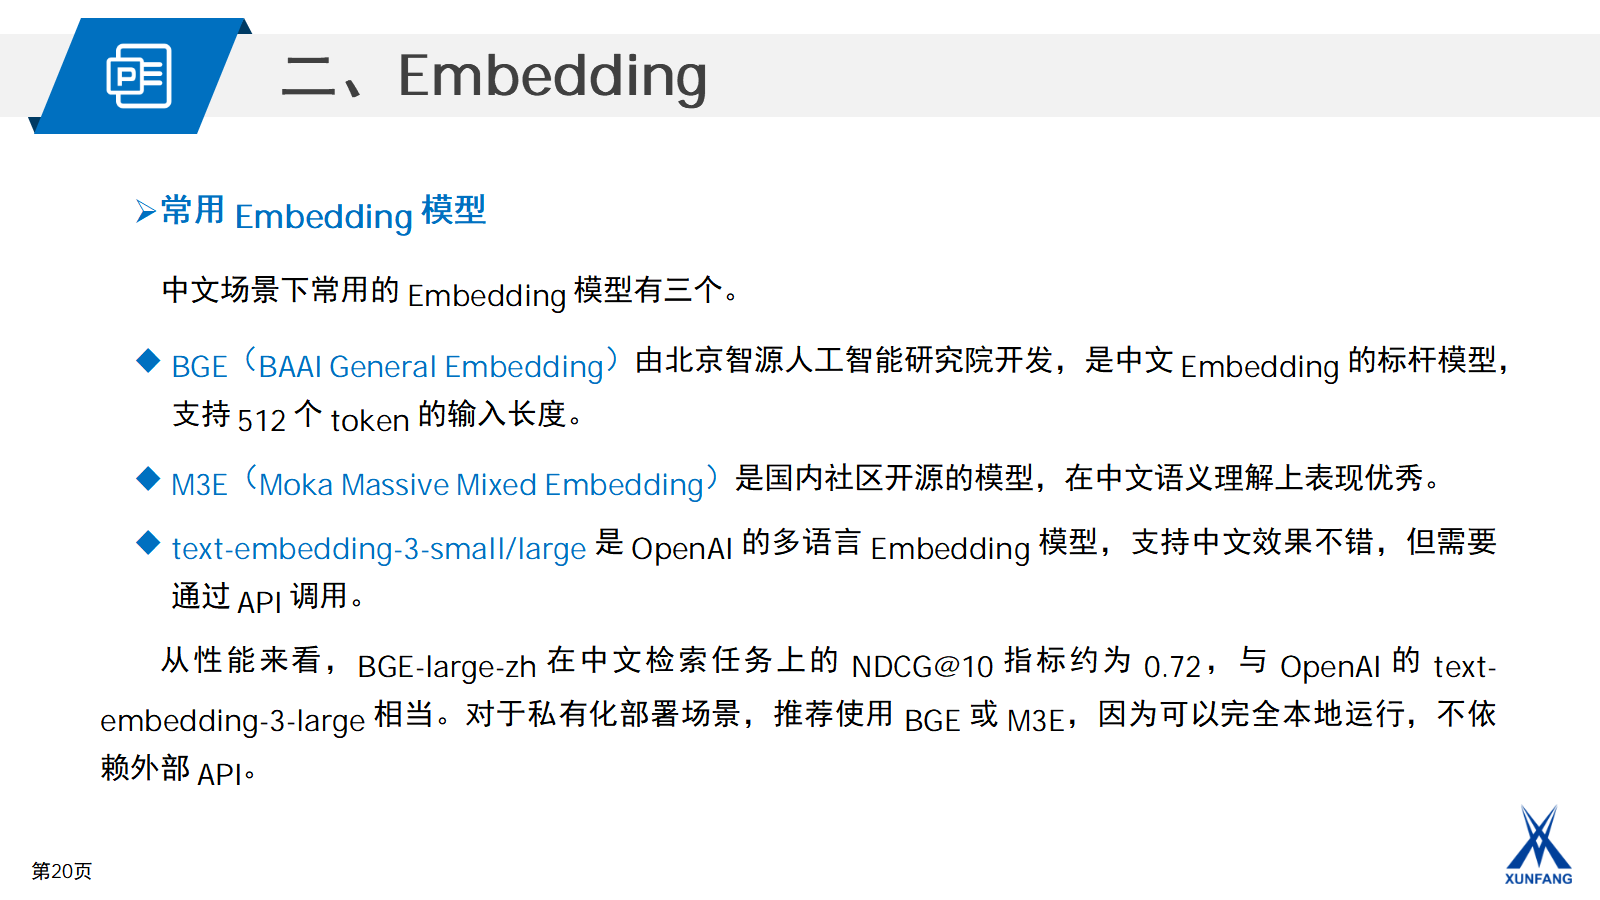 二、Embedding
常用 Embedding 模型
中文场景下常用的 Embedding 模型有三个。
BGE（BAAI General Embedding）由北京智源人工智能研究院开发，是中文 Embedding 的标杆模型，
支持 512 个 token 的输入长度。
M3E（Moka Massive Mixed Embedding）是国内社区开源的模型，在中文语义理解上表现优秀。
text-embedding-3-small/large 是 OpenAI 的多语言 Embedding 模型，支持中文效果不错，但需要
通过 API 调用。
从性能来看，BGE-large-zh 在中文检索任务上的 NDCG@10 指标约为 0.72，与 OpenAI 的 text-
embedding-3-large 相当。对于私有化部署场景，推荐使用 BGE 或 M3E，因为可以完全本地运行，不依
赖外部 API。
第20页
XUNFANG